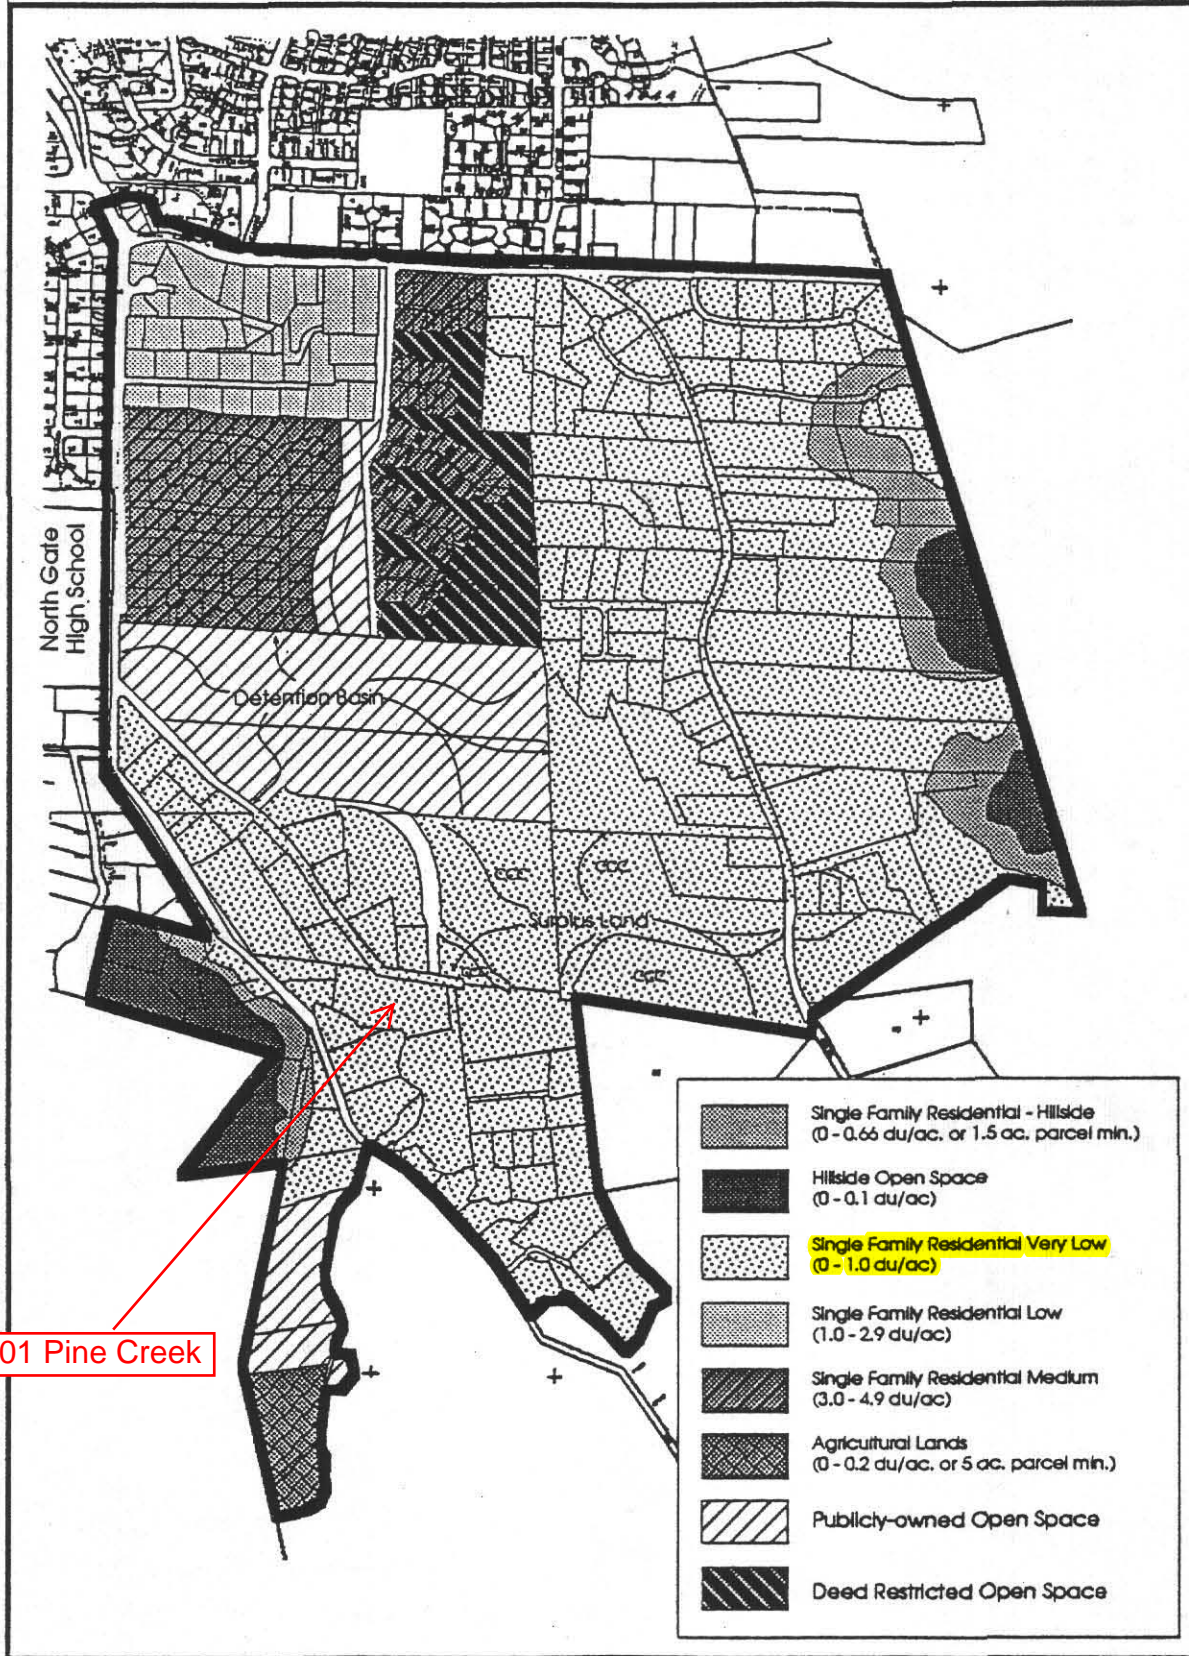 North Gate
High School
Detention Basin
CCC
CCC
Surplus Land
CCC
CCC
01 Pine Creek
Single Family Residential - Hillside
(0 - 0.66 du/ac. or 1.5 ac. parcel min.)
Hillside Open Space
(0 - 0.1 du/ac)
Single Family Residential Very Low
(0 - 1.0 du/ac)
Single Family Residential Low
(1.0 - 2.9 du/ac)
Single Family Residential Medium
(3.0 - 4.9 du/ac)
Agricultural Lands
(0 - 0.2 du/ac. or 5 ac. parcel min.)
Publicly-owned Open Space
Deed Restricted Open Space